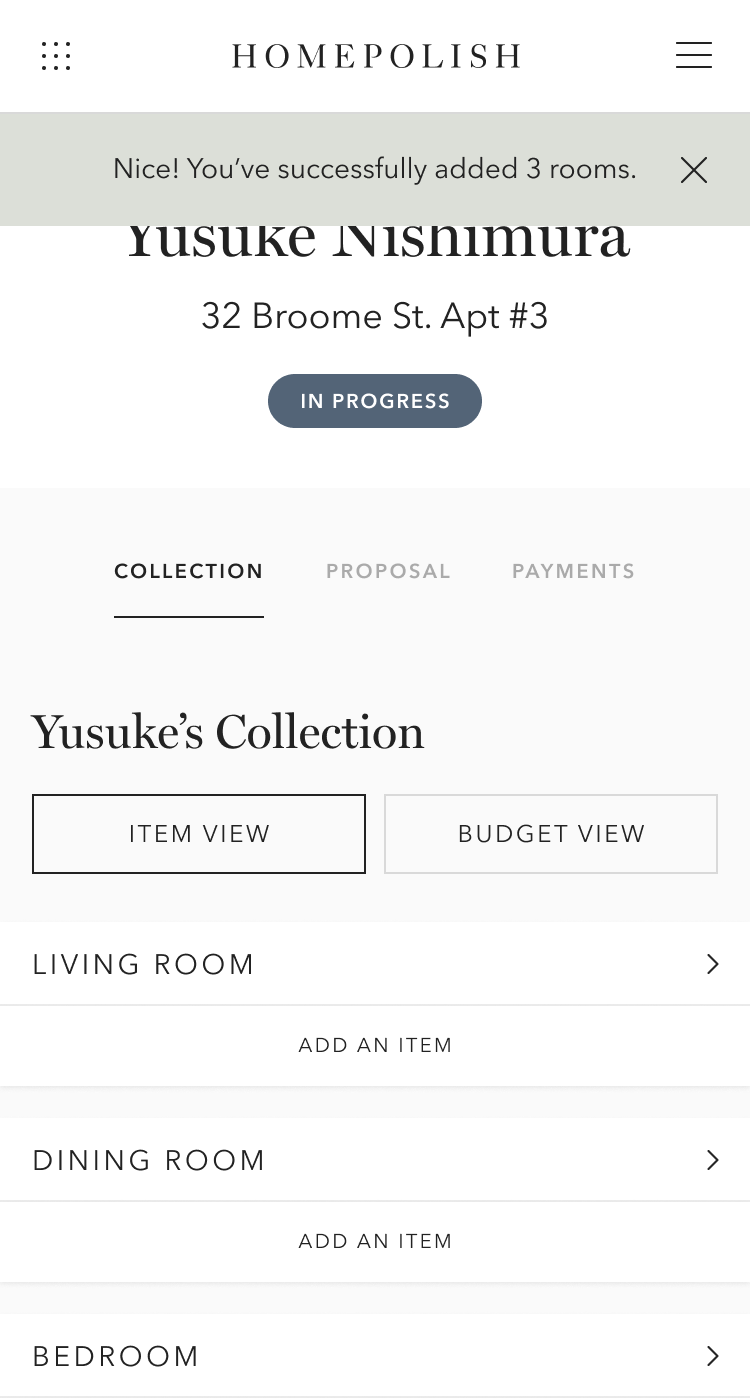 HOMEPOLISH
Nice! You’ve successfully added 3 rooms.
Yusuke Nishimura
32 Broome St. Apt #3
IN PROGRESS
COLLECTION PROPOSAL PAYMENTS
Yusuke’s Collection
ITEM VIEW BUDGET VIEW
LIVING ROOM
ADD AN ITEM
DINING ROOM
ADD AN ITEM
BEDROOM